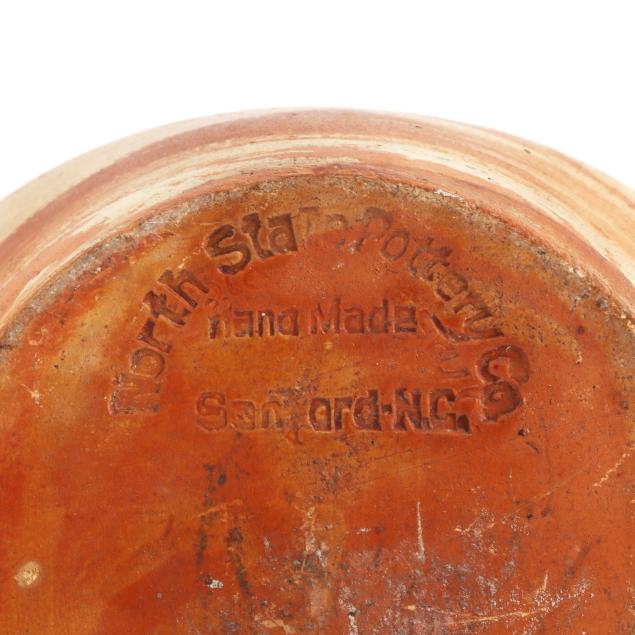 North State Pottery Co
Hand Made
Sanford-N.C.